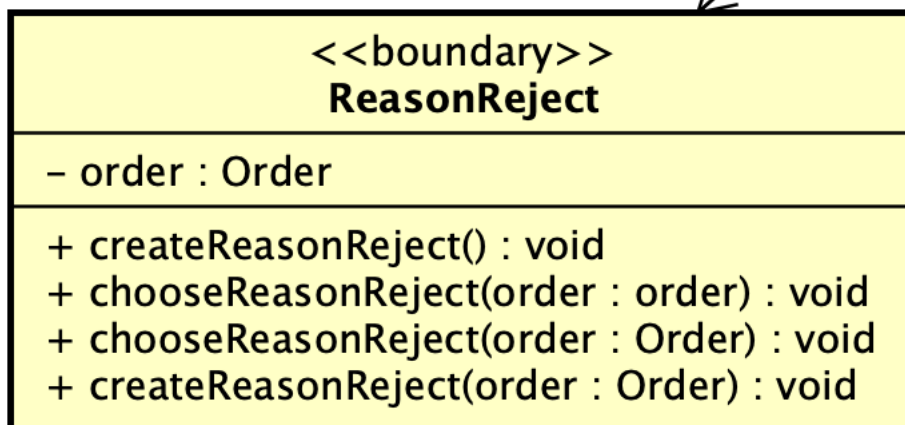 <<boundary>>
ReasonReject
- order : Order
+ createReasonReject() : void
+ chooseReasonReject(order : order) : void
+ chooseReasonReject(order : Order) : void
+ createReasonReject(order : Order) : void